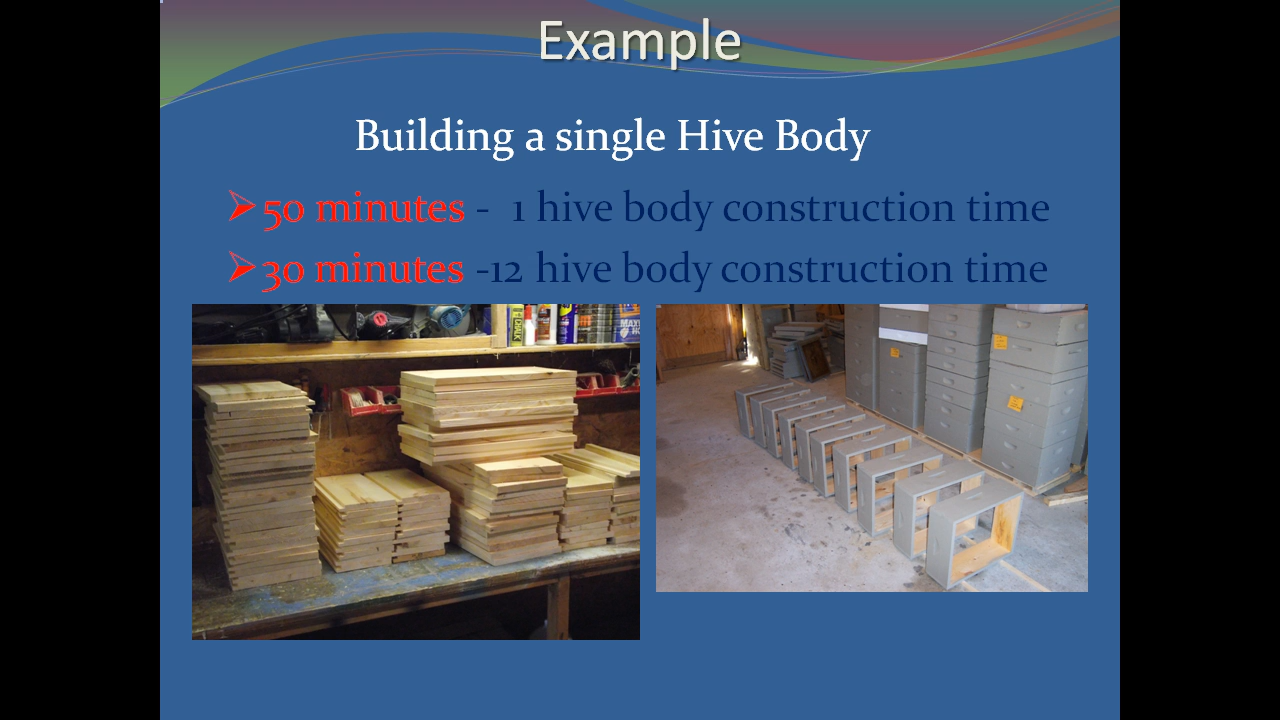 Example
Building a single Hive Body
50 minutes - 1 hive body construction time
30 minutes -12 hive body construction time